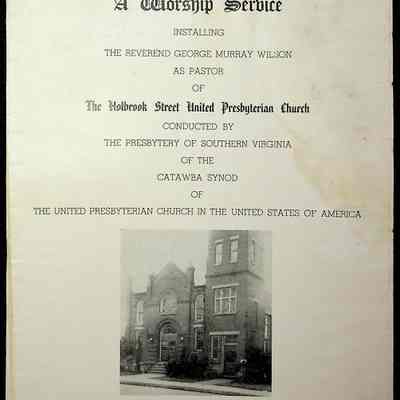 A Worship Service
INSTALLING
THE REVEREND GEORGE MURRAY WILSON
AS PASTOR
OF
The Holbrook Street United Presbyterian Church
CONDUCTED BY
THE PRESBYTERY OF SOUTHERN VIRGINIA
OF THE
CATAWBA SYNOD
OF
THE UNITED PRESBYTERIAN CHURCH IN THE UNITED STATES OF AMERICA